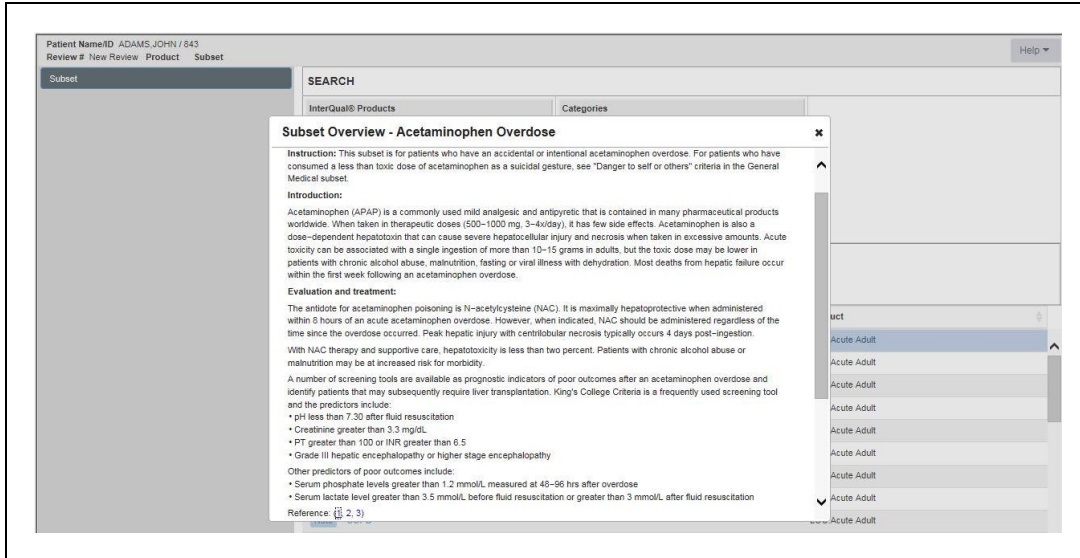 Patient Name/ID ADAMS,JOHN / 843
Review # New Review Product Subset
Help
Subset
SEARCH
InterQual® Products
Categories
Subset Overview - Acetaminophen Overdose
Instruction: This subset is for patients who have an accidental or intentional acetaminophen overdose. For patients who have
consumed a less than toxic dose of acetaminophen as a suicidal gesture, see "Danger to self or others" criteria in the General
Medical subset.
Introduction:
Acetaminophen (APAP) is a commonly used mild analgesic and antipyretic that is contained in many pharmaceutical products
worldwide. When taken in therapeutic doses (500-1000 mg, 3-4x/day), it has few side effects. Acetaminophen is also a
dose-dependent hepatotoxin that can cause severe hepatocellular injury and necrosis when taken in excessive amounts. Acute
toxicity can be associated with a single ingestion of more than 10-15 grams in adults, but the toxic dose may be lower in
patients with chronic alcohol abuse, malnutrition, fasting or viral illness with dehydration. Most deaths from hepatic failure occur
within the first week following an acetaminophen overdose.
Evaluation and treatment:
The antidote for acetaminophen poisoning is N-acetylcysteine (NAC). It is maximally hepatoprotective when administered
within 8 hours of an acute acetaminophen overdose. However, when indicated, NAC should be administered regardless of the
time since the overdose occurred. Peak hepatic injury with centrilobular necrosis typically occurs 4 days post-ingestion.
With NAC therapy and supportive care, hepatotoxicity is less than two percent. Patients with chronic alcohol abuse or
malnutrition may be at increased risk for morbidity.
A number of screening tools are available as prognostic indicators of poor outcomes after an acetaminophen overdose and
identify patients that may subsequently require liver transplantation. King's College Criteria is a frequently used screening tool
and the predictors include:
• pH less than 7.30 after fluid resuscitation
• Creatinine greater than 3.3 mg/dL
• PT greater than 100 or INR greater than 6.5
• Grade III hepatic encephalopathy or higher stage encephalopathy
Other predictors of poor outcomes include:
• Serum phosphate levels greater than 1.2 mmol/L measured at 48-96 hrs after overdose
• Serum lactate level greater than 3.5 mmol/L before fluid resuscitation or greater than 3 mmol/L after fluid resuscitation
Reference: (1, 2, 3)
uct
Acute Adult
Acute Adult
Acute Adult
Acute Adult
Acute Adult
Acute Adult
Acute Adult
Acute Adult
Acute Adult